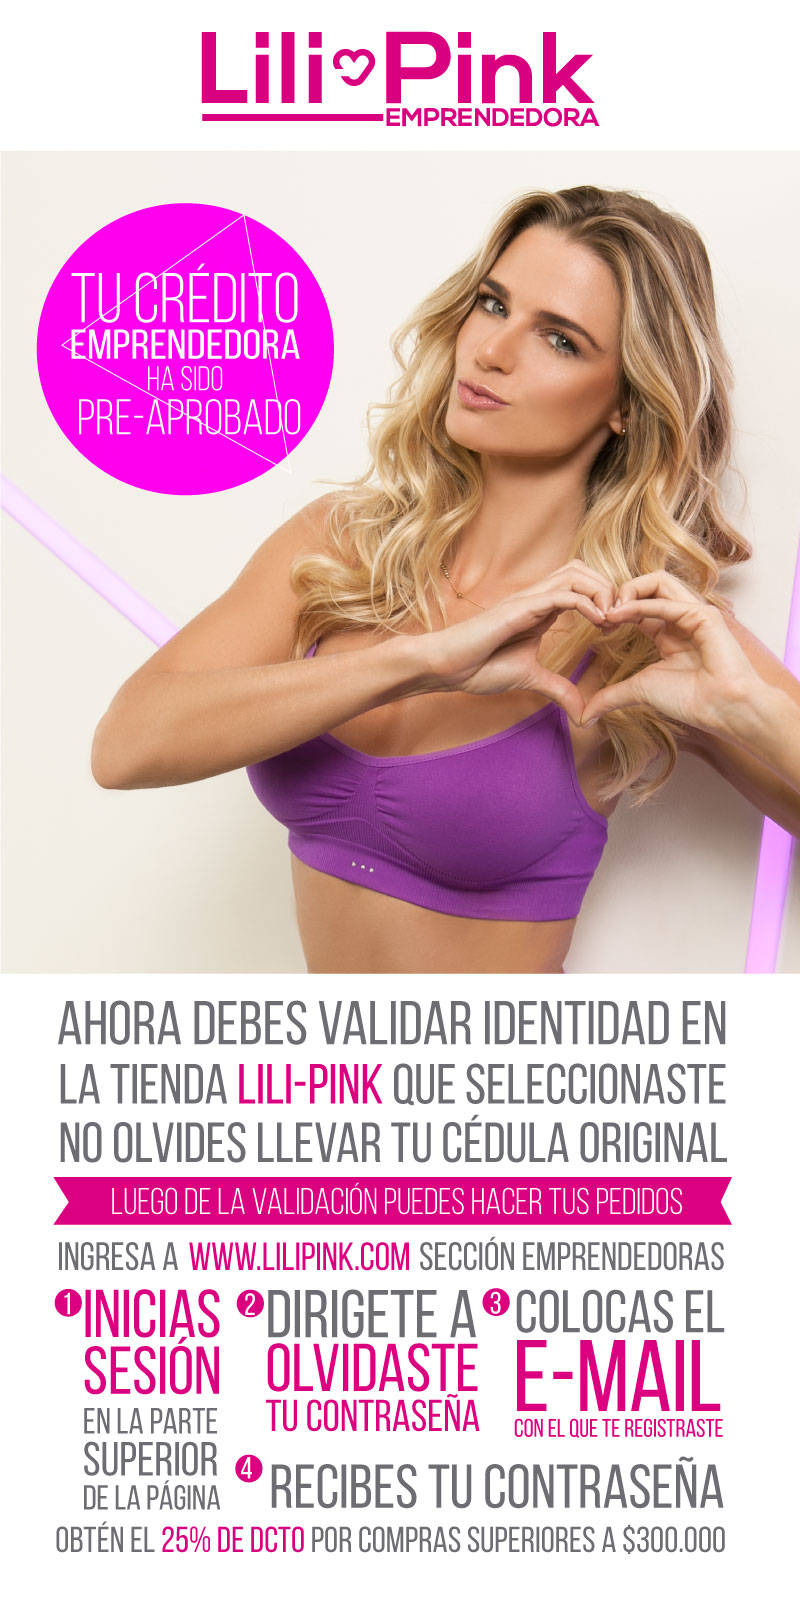 Lili Pink
EMPRENDEDORA
TU CRÉDITO
EMPRENDEDORA
HA SIDO
PRE-APROBADO
AHORA DEBES VALIDAR IDENTIDAD EN
LA TIENDA LILI-PINK QUE SELECCIONASTE
NO OLVIDES LLEVAR TU CÉDULA ORIGINAL
LUEGO DE LA VALIDACIÓN PUEDES HACER TUS PEDIDOS
INGRESA A WWW.LILIPINK.COM SECCIÓN EMPRENDEDORAS
1 INICIAS
SESIÓN
EN LA PARTE
SUPERIOR
DE LA PÁGINA
2 DIRIGETE A
OLVIDASTE
TU CONTRASEÑA
3 COLOCAS EL
E-MAIL
CON EL QUE TE REGISTRASTE
4 RECIBES TU CONTRASEÑA
OBTÉN EL 25% DE DCTO POR COMPRAS SUPERIORES A $300.000